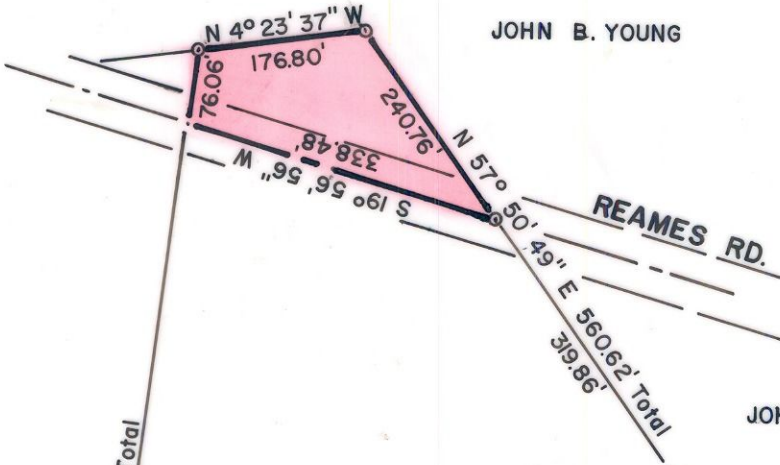 JOHN B. YOUNG
N 4° 23' 37" W
176.80'
76.06'
240.76'
338.48'
S 19° 56' 56" W
N 57° 50' 49" E 560.62' Total
319.86'
REAMES RD.
JOH
Total